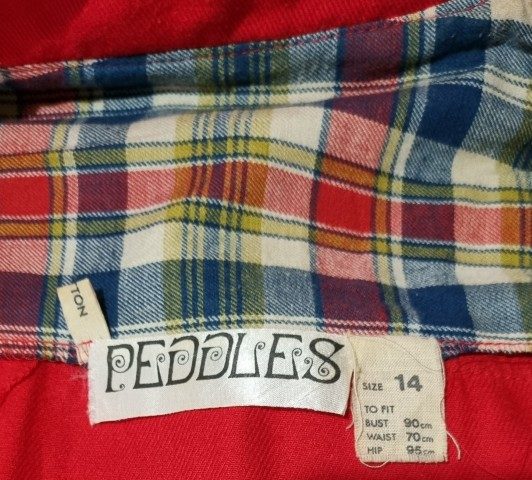 TON
PEDDLES
SIZE 14
TO FIT
BUST 90cm
WAIST 70cm
HIP 95cm